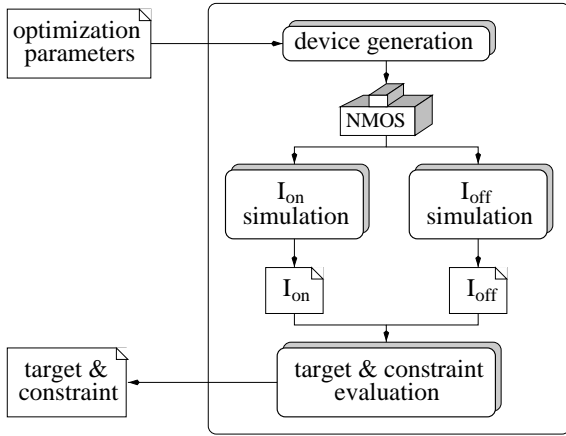 optimization
parameters
device generation
NMOS
I_on
simulation
I_off
simulation
I_on
I_off
target &
constraint
target & constraint
evaluation